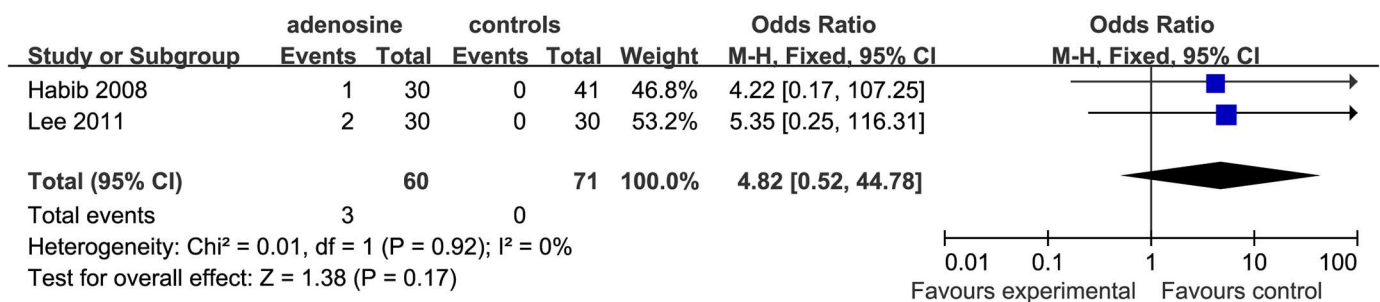 adenosine controls Odds Ratio Odds Ratio
Study or Subgroup Events Total Events Total Weight M-H, Fixed, 95% CI M-H, Fixed, 95% CI
Habib 2008 1 30 0 41 46.8% 4.22 [0.17, 107.25]
Lee 2011 2 30 0 30 53.2% 5.35 [0.25, 116.31]
Total (95% CI) 60 71 100.0% 4.82 [0.52, 44.78]
Total events 3 0
Heterogeneity: Chi² = 0.01, df = 1 (P = 0.92); I² = 0%
Test for overall effect: Z = 1.38 (P = 0.17)
0.01 0.1 1 10 100
Favours experimental Favours control